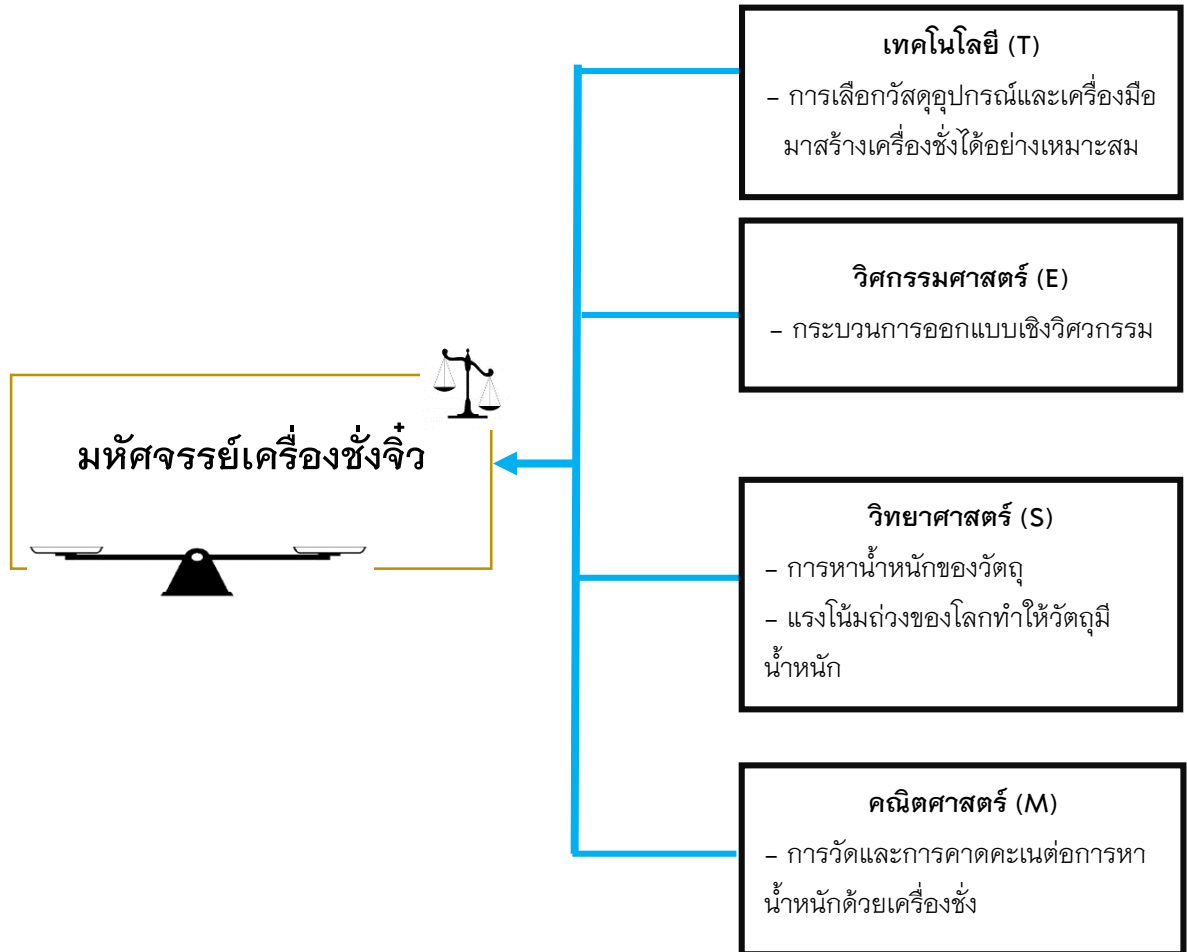 เทคโนโลยี (T)
- การเลือกวัสดุอุปกรณ์และเครื่องมือ
มาสร้างเครื่องชั่งได้อย่างเหมาะสม
วิศกรรมศาสตร์ (E)
- กระบวนการออกแบบเชิงวิศวกรรม
มหัศจรรย์เครื่องชั่งจิ๋ว
วิทยาศาสตร์ (S)
- การหาน้ำหนักของวัตถุ
- แรงโน้มถ่วงของโลกทำให้วัตถุมี
น้ำหนัก
คณิตศาสตร์ (M)
- การวัดและการคาดคะเนต่อการหา
น้ำหนักด้วยเครื่องชั่ง